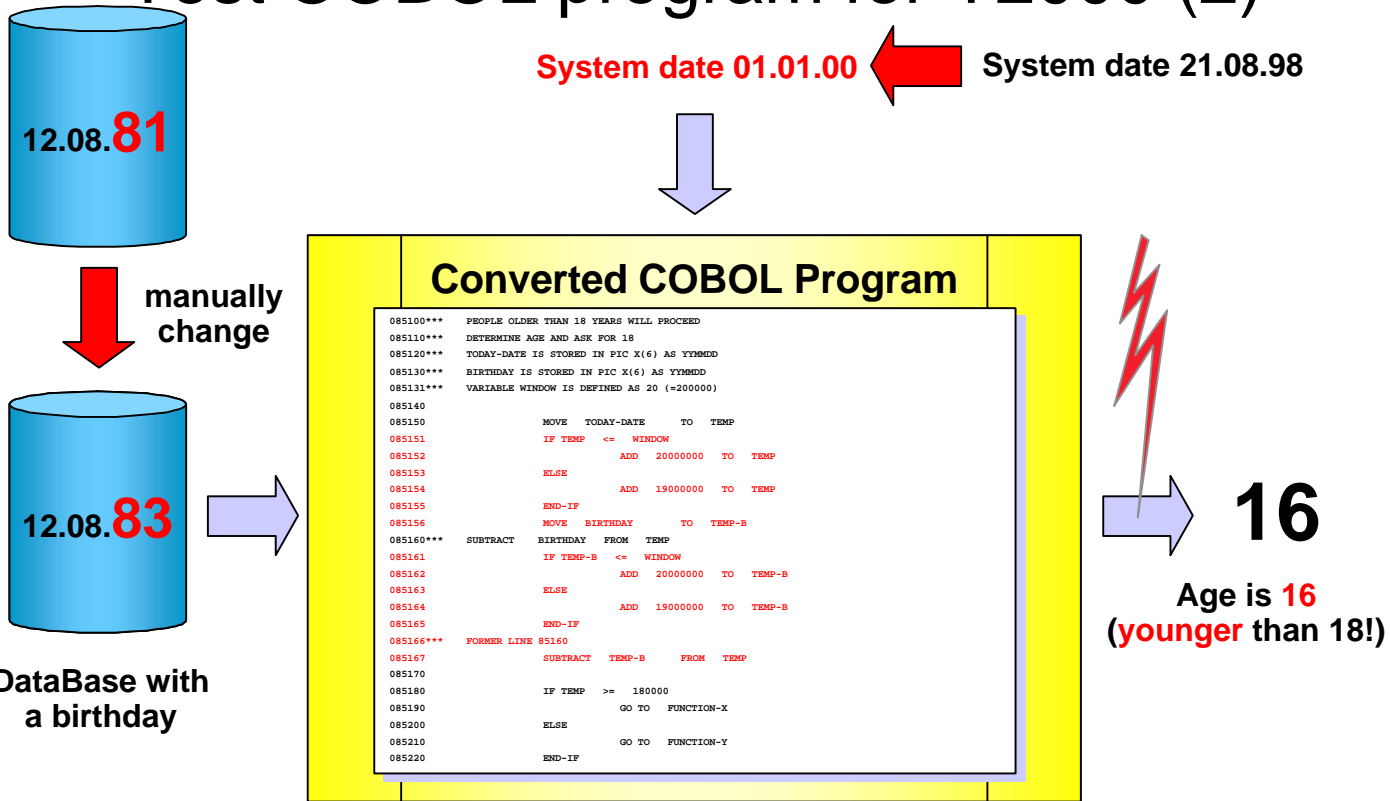 Test COBOL program for Y2000 (2)
System date 01.01.00
System date 21.08.98
12.08.81
manually
change
12.08.83
DataBase with
a birthday
Converted COBOL Program
085100*** PEOPLE OLDER THAN 18 YEARS WILL PROCEED
085110*** DETERMINE AGE AND ASK FOR 18
085120*** TODAY-DATE IS STORED IN PIC X(6) AS YYMMDD
085130*** BIRTHDAY IS STORED IN PIC X(6) AS YYMMDD
085131*** VARIABLE WINDOW IS DEFINED AS 20 (=200000)
085140
085150 MOVE TODAY-DATE TO TEMP
085151 IF TEMP <= WINDOW
085152 ADD 20000000 TO TEMP
085153 ELSE
085154 ADD 19000000 TO TEMP
085155 END-IF
085156 MOVE BIRTHDAY TO TEMP-B
085160*** SUBTRACT BIRTHDAY FROM TEMP
085161 IF TEMP-B <= WINDOW
085162 ADD 20000000 TO TEMP-B
085163 ELSE
085164 ADD 19000000 TO TEMP-B
085165 END-IF
085166*** FORMER LINE 85160
085167 SUBTRACT TEMP-B FROM TEMP
085170
085180 IF TEMP >= 180000
085190 GO TO FUNCTION-X
085200 ELSE
085210 GO TO FUNCTION-Y
085220 END-IF
16
Age is 16
(younger than 18!)